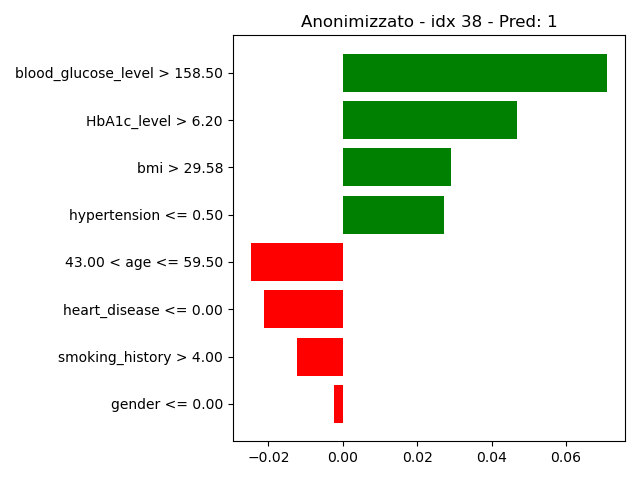 Anonimizzato - idx 38 - Pred: 1
blood_glucose_level > 158.50
HbA1c_level > 6.20
bmi > 29.58
hypertension <= 0.50
43.00 < age <= 59.50
heart_disease <= 0.00
smoking_history > 4.00
gender <= 0.00
−0.02 0.00 0.02 0.04 0.06